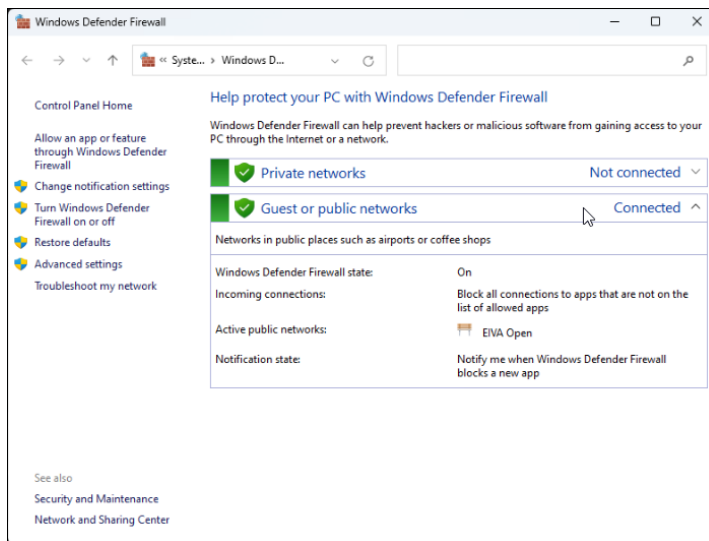 Windows Defender Firewall
« Syste... › Windows D...
Control Panel Home
Allow an app or feature
through Windows Defender
Firewall
Change notification settings
Turn Windows Defender
Firewall on or off
Restore defaults
Advanced settings
Troubleshoot my network
Help protect your PC with Windows Defender Firewall
Windows Defender Firewall can help prevent hackers or malicious software from gaining access to your
PC through the Internet or a network.
Private networks Not connected
Guest or public networks Connected
Networks in public places such as airports or coffee shops
Windows Defender Firewall state: On
Incoming connections: Block all connections to apps that are not on the
list of allowed apps
Active public networks: EIVA Open
Notification state: Notify me when Windows Defender Firewall
blocks a new app
See also
Security and Maintenance
Network and Sharing Center